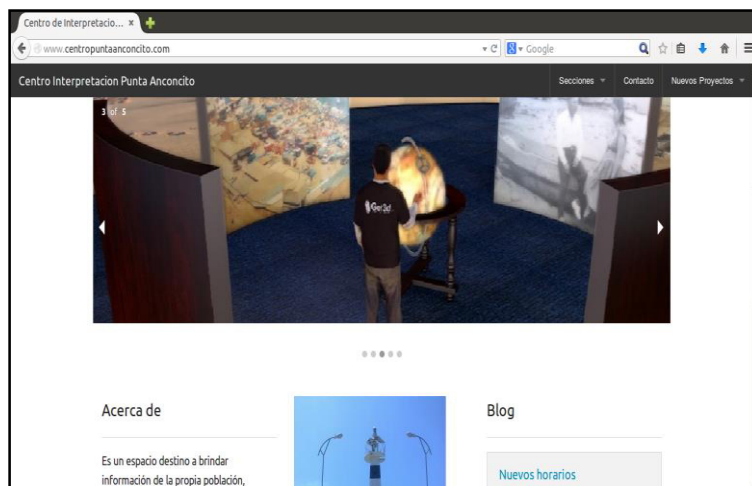 Centro de Interpretacio... ×
www.centropuntaanconcito.com
Google
Centro Interpretacion Punta Anconcito
Secciones
Contacto
Nuevos Proyectos
3 of 5
Acerca de
Es un espacio destino a brindar
información de la propia población,
Blog
Nuevos horarios